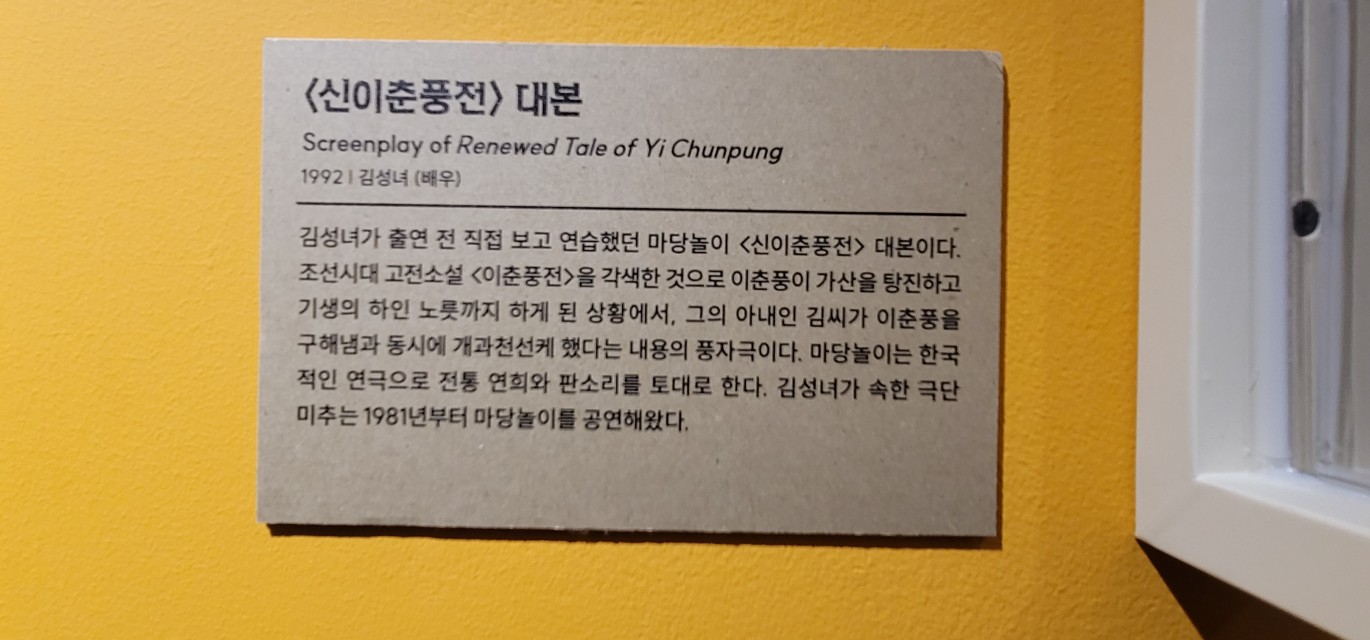 〈신이춘풍전〉 대본
Screenplay of Renewed Tale of Yi Chunpung
1992 | 김성녀 (배우)
김성녀가 출연 전 직접 보고 연습했던 마당놀이 <신이춘풍전> 대본이다.
조선시대 고전소설 <이춘풍전>을 각색한 것으로 이춘풍이 가산을 탕진하고
기생의 하인 노릇까지 하게 된 상황에서, 그의 아내인 김씨가 이춘풍을
구해냄과 동시에 개과천선케 했다는 내용의 풍자극이다. 마당놀이는 한국
적인 연극으로 전통 연희와 판소리를 토대로 한다. 김성녀가 속한 극단
미추는 1981년부터 마당놀이를 공연해왔다.